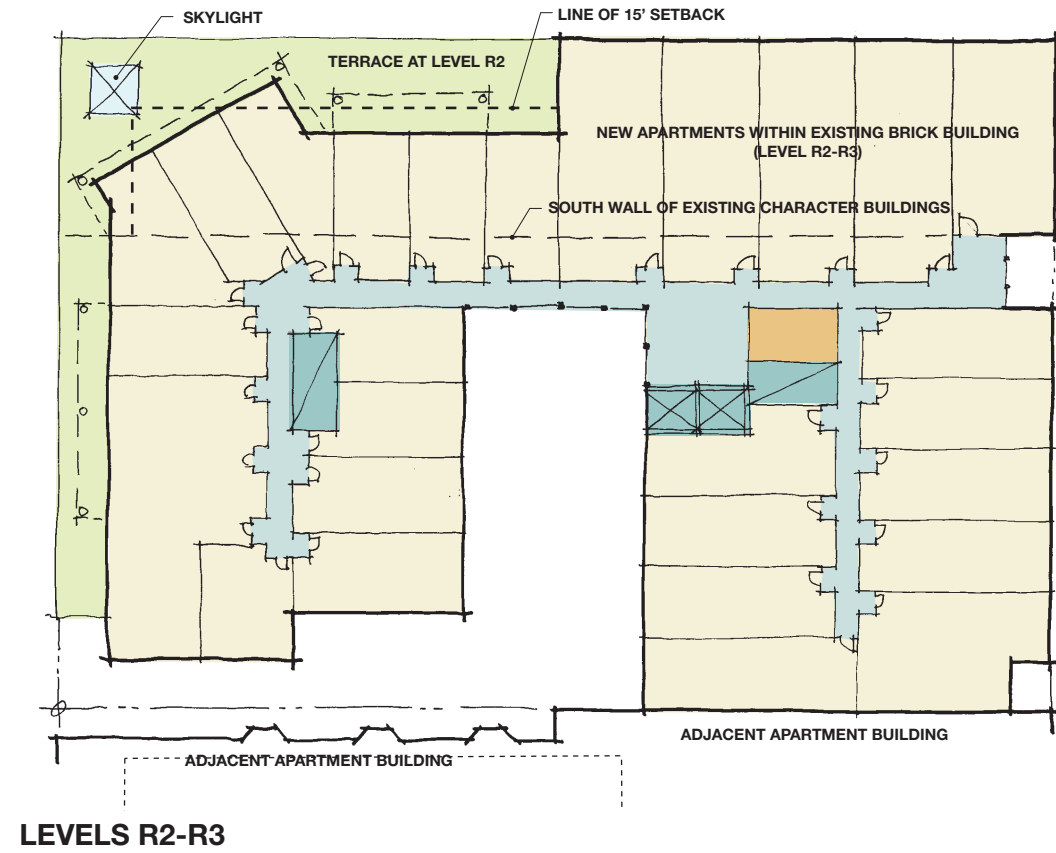 SKYLIGHT
LINE OF 15’ SETBACK
TERRACE AT LEVEL R2
NEW APARTMENTS WITHIN EXISTING BRICK BUILDING
(LEVEL R2-R3)
SOUTH WALL OF EXISTING CHARACTER BUILDINGS
ADJACENT APARTMENT BUILDING
ADJACENT APARTMENT BUILDING
LEVELS R2-R3